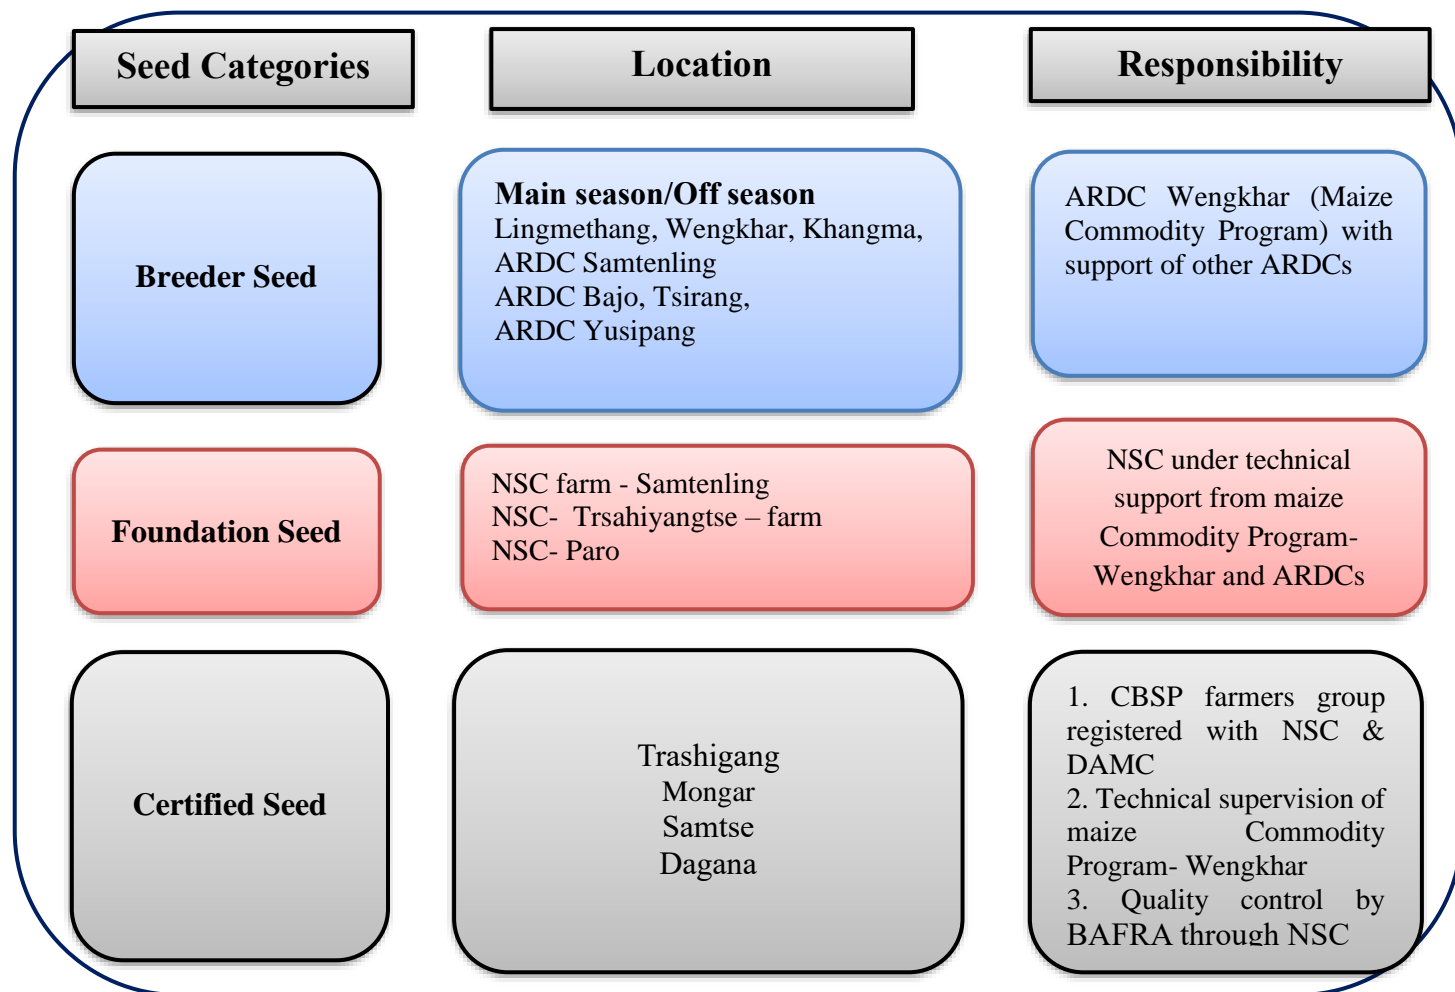 Seed Categories
Location
Responsibility
Breeder Seed
Main season/Off season
Lingmethang, Wengkhar, Khangma,
ARDC Samtenling
ARDC Bajo, Tsirang,
ARDC Yusipang
ARDC Wengkhar (Maize
Commodity Program) with
support of other ARDCs
Foundation Seed
NSC farm - Samtenling
NSC- Trsahiyangtse – farm
NSC- Paro
NSC under technical
support from maize
Commodity Program-
Wengkhar and ARDCs
Certified Seed
Trashigang
Mongar
Samtse
Dagana
1. CBSP farmers group
registered with NSC &
DAMC
2. Technical supervision of
maize Commodity
Program- Wengkhar
3. Quality control by
BAFRA through NSC